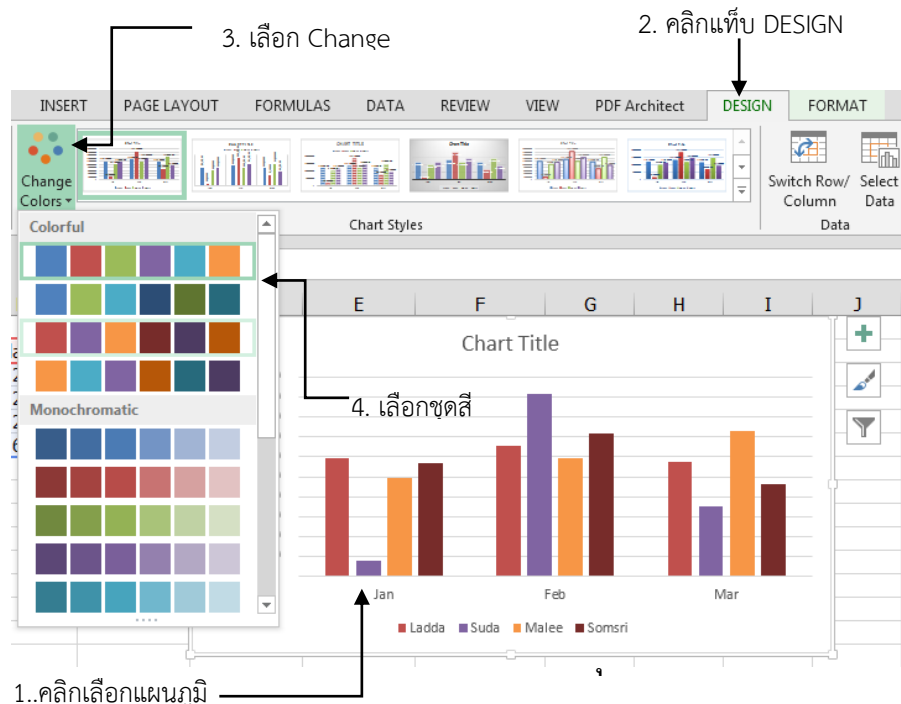 3. เลือก Change
2. คลิกแท็บ DESIGN
INSERT PAGE LAYOUT FORMULAS DATA REVIEW VIEW PDF Architect DESIGN FORMAT
Change Colors
Switch Row/ Column
Select Data
Chart Styles
Data
Colorful
Monochromatic
E F G H I J
Chart Title
4. เลือกชุดสี
Jan Feb Mar
Ladda Suda Malee Somsri
1..คลิกเลือกแผนภูมิ